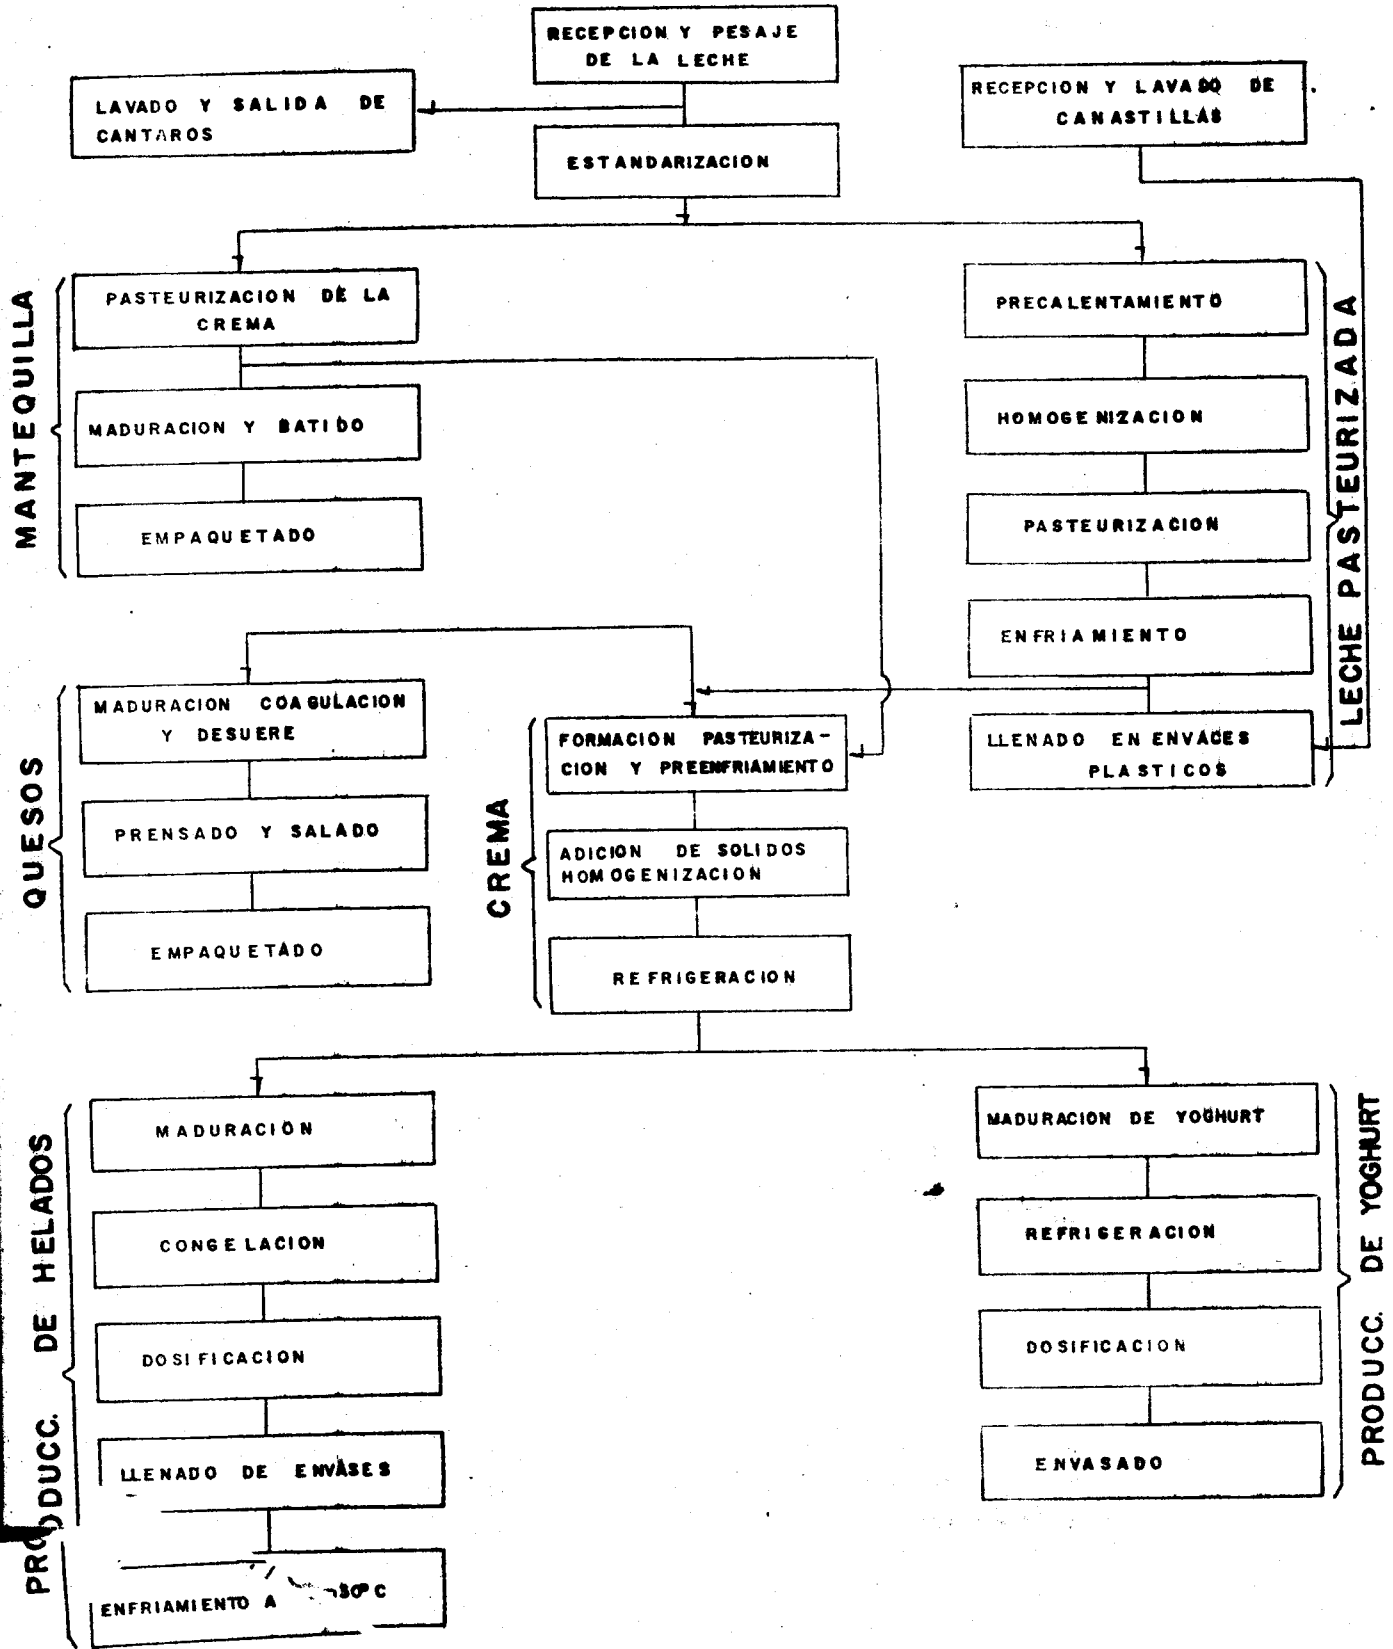 RECEPCION Y PESAJE
DE LA LECHE
LAVADO Y SALIDA DE
CANTAROS
RECEPCION Y LAVADO DE
CANASTILLAS
ESTANDARIZACION
MANTEQUILLA
PASTEURIZACION DE LA
CREMA
MADURACION Y BATIDO
EMPAQUETADO
LECHE PASTEURIZADA
PRECALENTAMIENTO
HOMOGENIZACION
PASTEURIZACION
ENFRIAMIENTO
LLENADO EN ENVACES
PLASTICOS
QUESOS
MADURACION COAGULACION
Y DESUERE
PRENSADO Y SALADO
EMPAQUETADO
CREMA
FORMACION PASTEURIZA-
CION Y PREENFRIAMIENTO
ADICION DE SOLIDOS
HOMOGENIZACION
REFRIGERACION
PRODUCC. DE HELADOS
MADURACION
CONGELACION
DOSIFICACION
LLENADO DE ENVASES
ENFRIAMIENTO A 30°C
PRODUCC. DE YOGHURT
MADURACION DE YOGHURT
REFRIGERACION
DOSIFICACION
ENVASADO